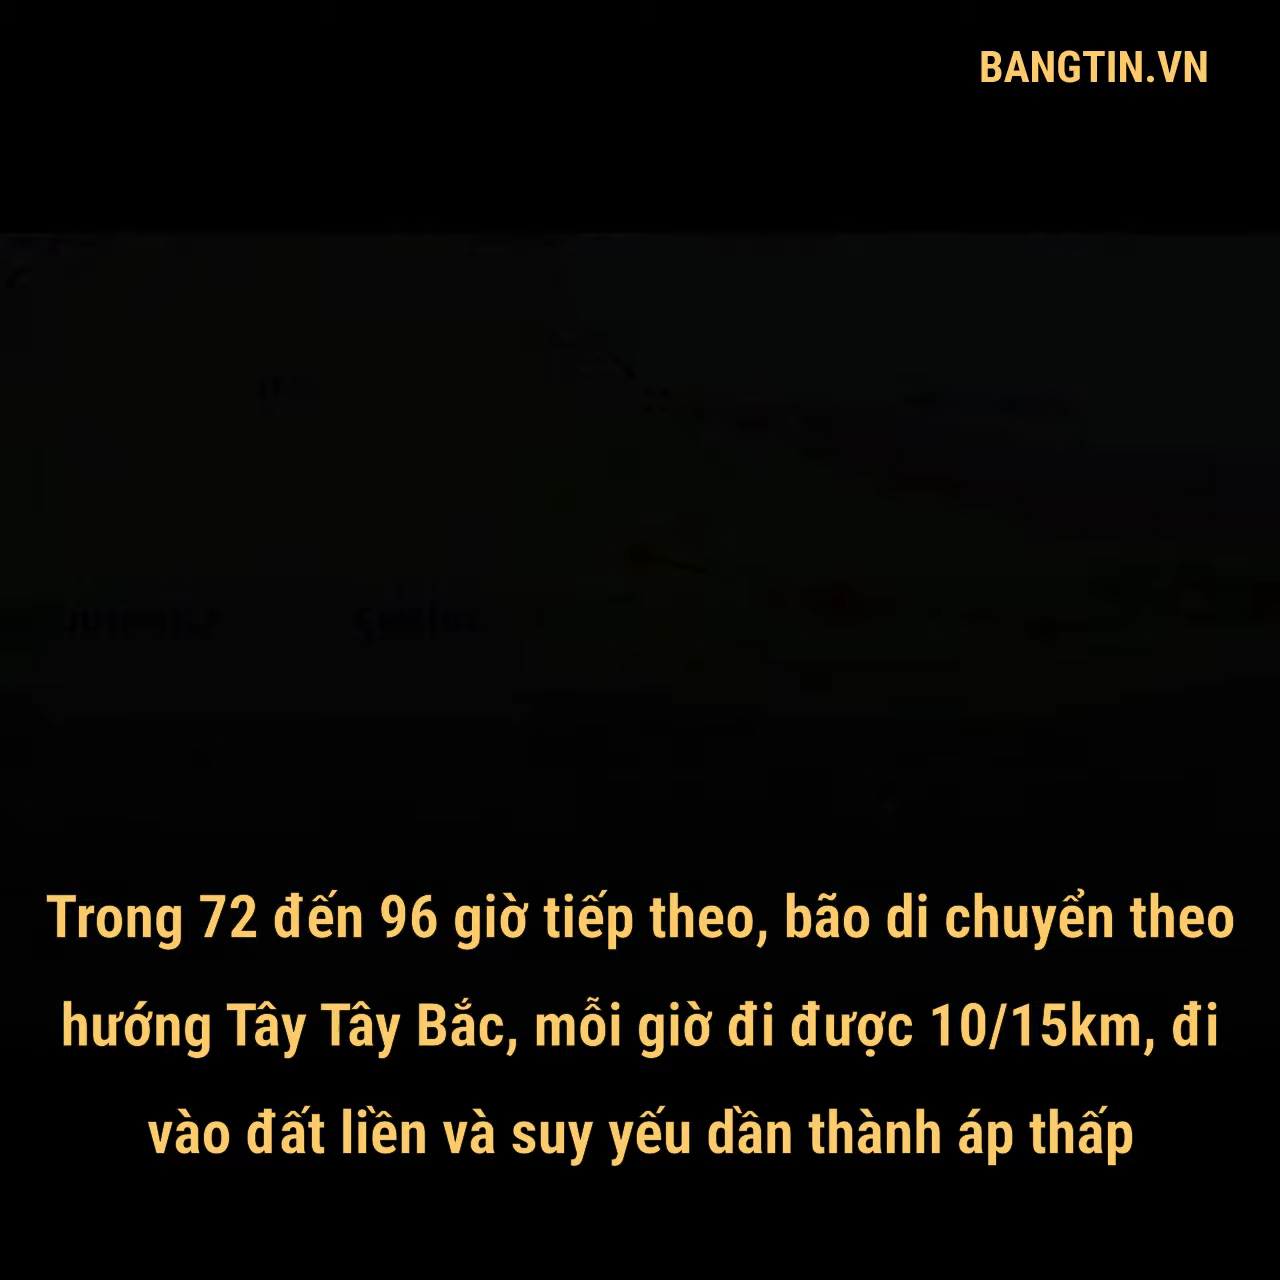 BANGTIN.VN
Trong 72 đến 96 giờ tiếp theo, bão di chuyển theo
hướng Tây Tây Bắc, mỗi giờ đi được 10/15km, đi
vào đất liền và suy yếu dần thành áp thấp